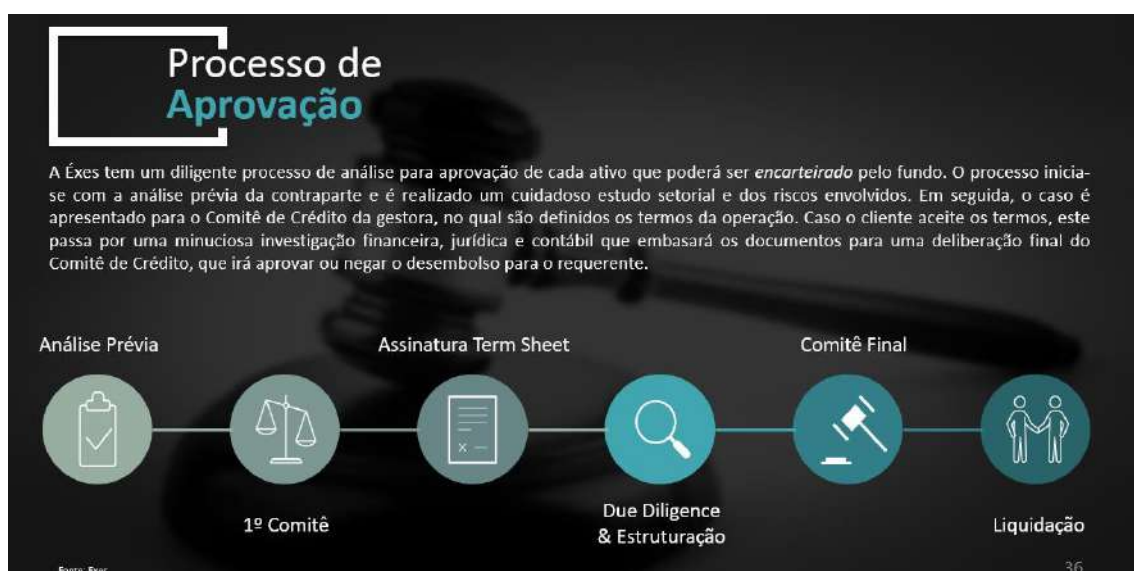 Processo de
Aprovação
A Éxes tem um diligente processo de análise para aprovação de cada ativo que poderá ser encarteirado pelo fundo. O processo inicia-
se com a análise prévia da contraparte e é realizado um cuidadoso estudo setorial e dos riscos envolvidos. Em seguida, o caso é
apresentado para o Comitê de Crédito da gestora, no qual são definidos os termos da operação. Caso o cliente aceite os termos, este
passa por uma minuciosa investigação financeira, jurídica e contábil que embasará os documentos para uma deliberação final do
Comitê de Crédito, que irá aprovar ou negar o desembolso para o requerente.
Análise Prévia
Assinatura Term Sheet
Comitê Final
1º Comitê
Due Diligence
& Estruturação
Liquidação
Fonte: Exes
36